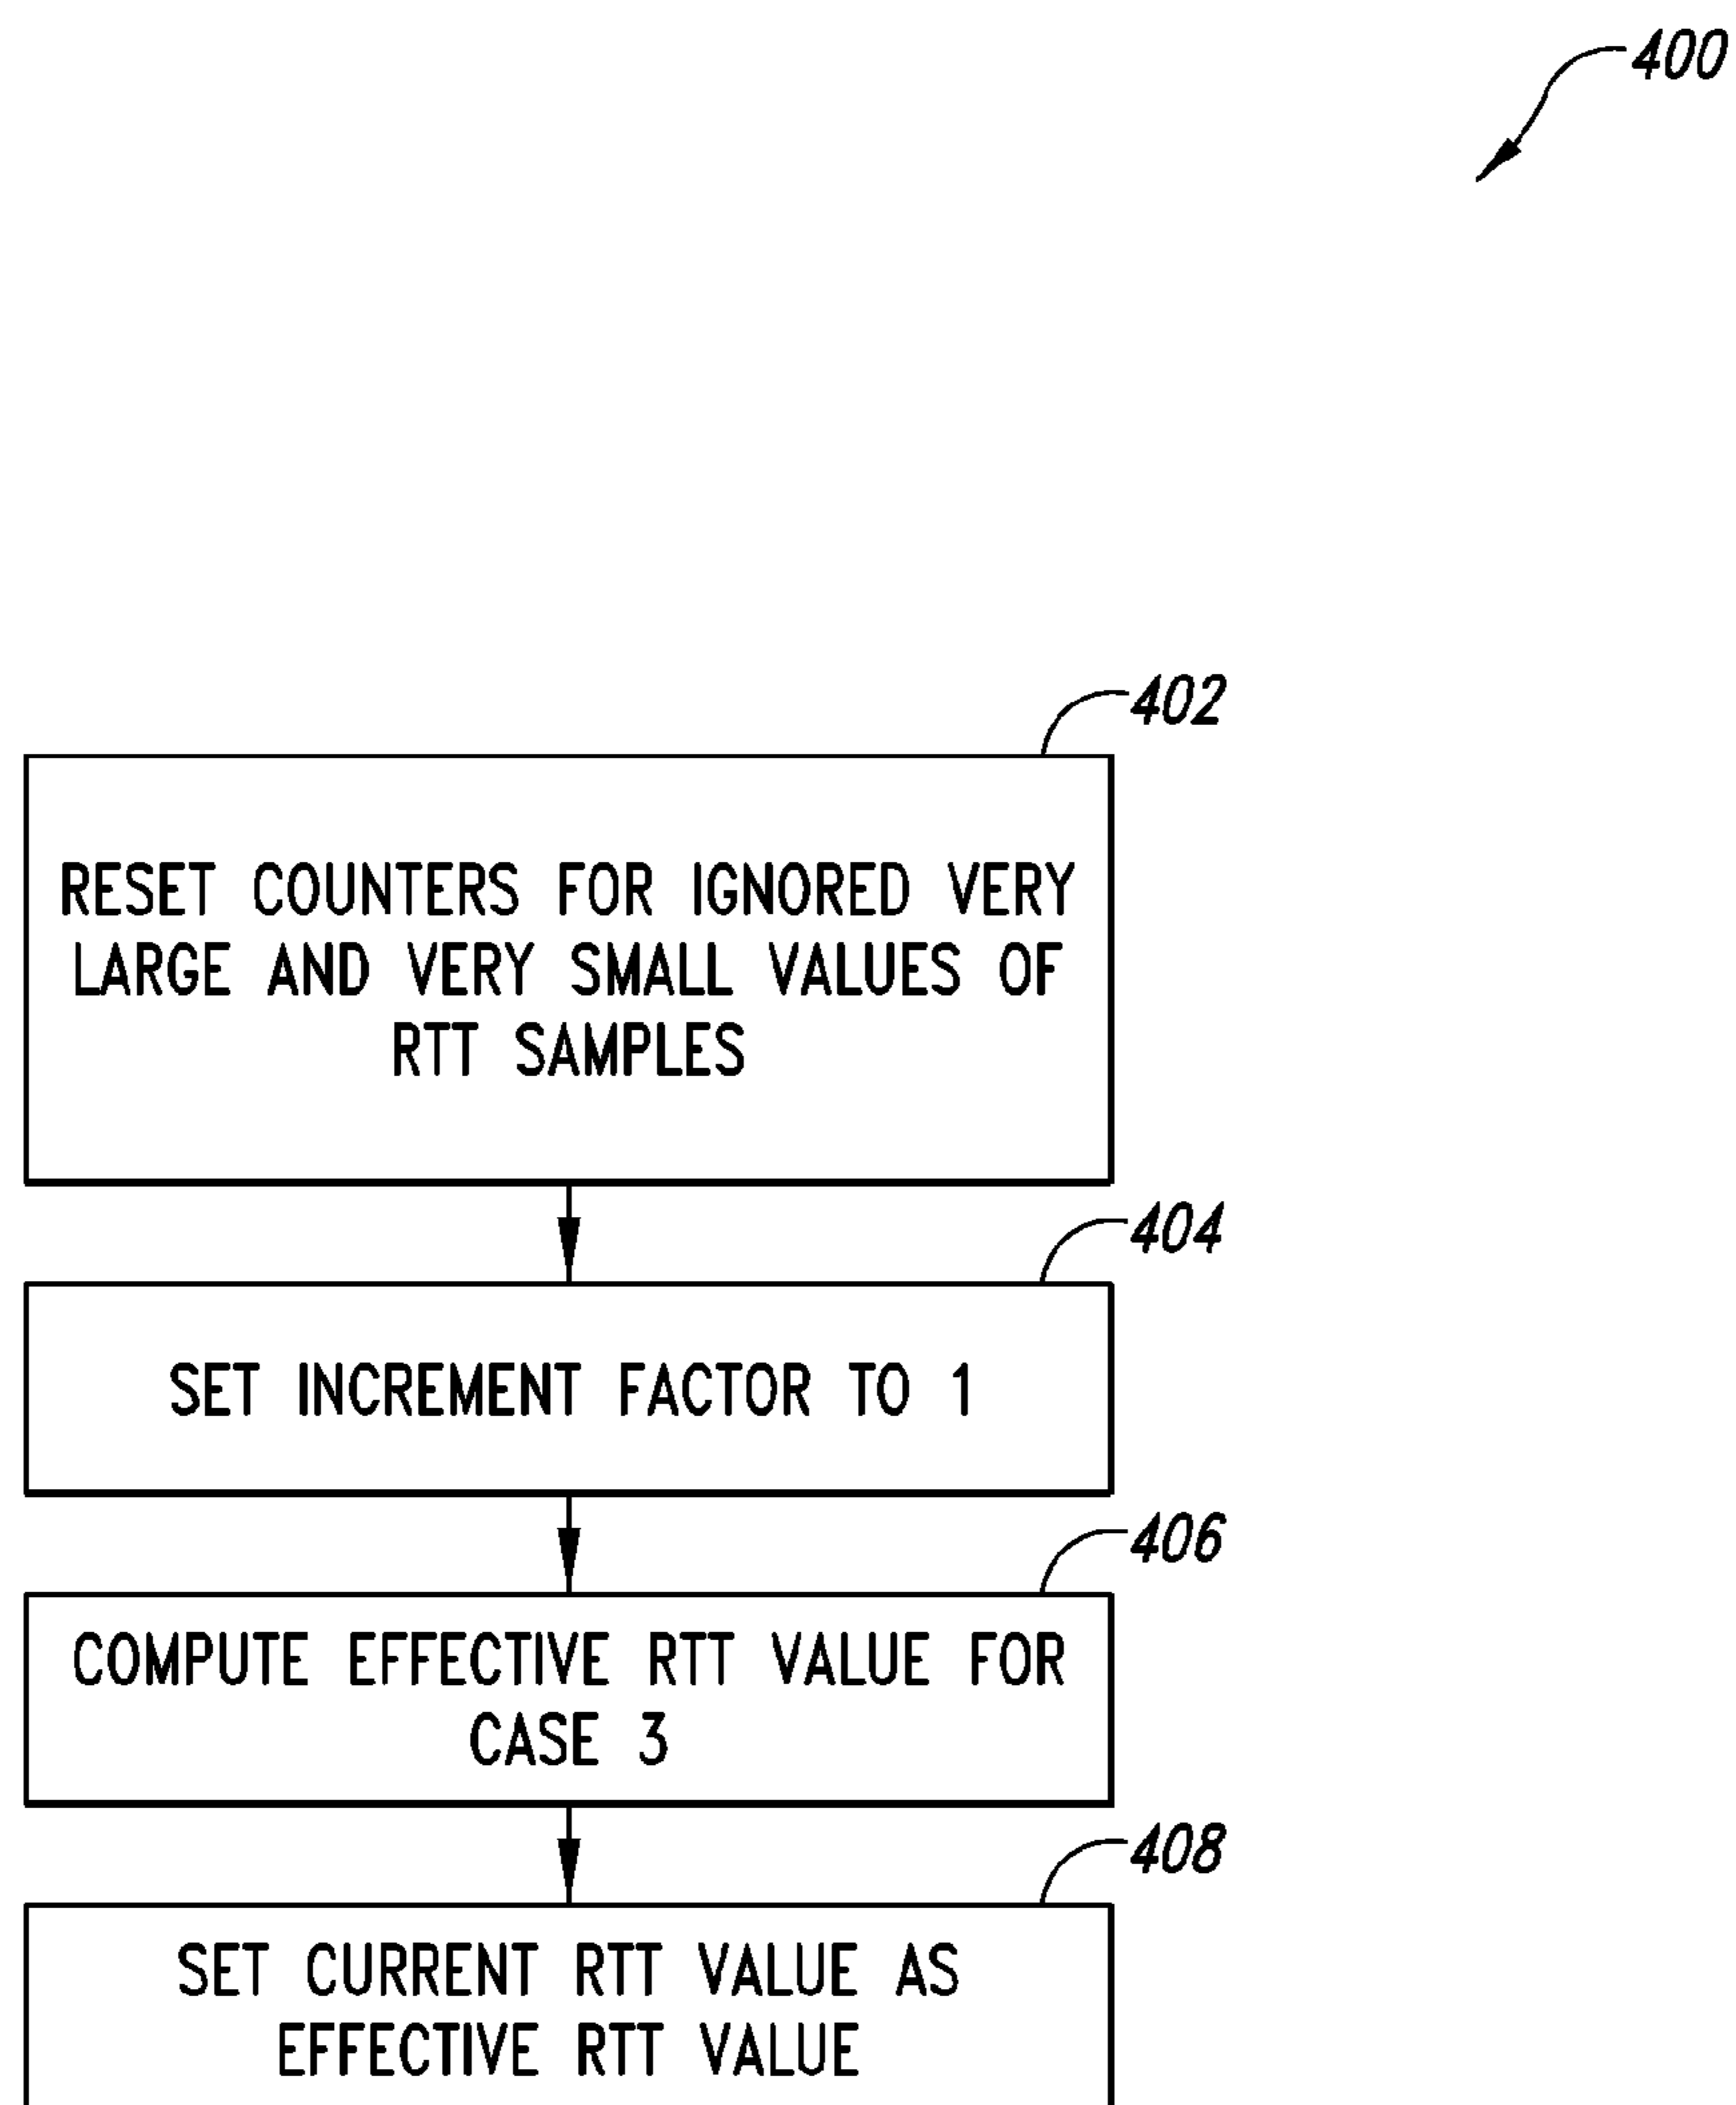 400
402
RESET COUNTERS FOR IGNORED VERY
LARGE AND VERY SMALL VALUES OF
RTT SAMPLES
404
SET INCREMENT FACTOR TO 1
406
COMPUTE EFFECTIVE RTT VALUE FOR
CASE 3
408
SET CURRENT RTT VALUE AS
EFFECTIVE RTT VALUE